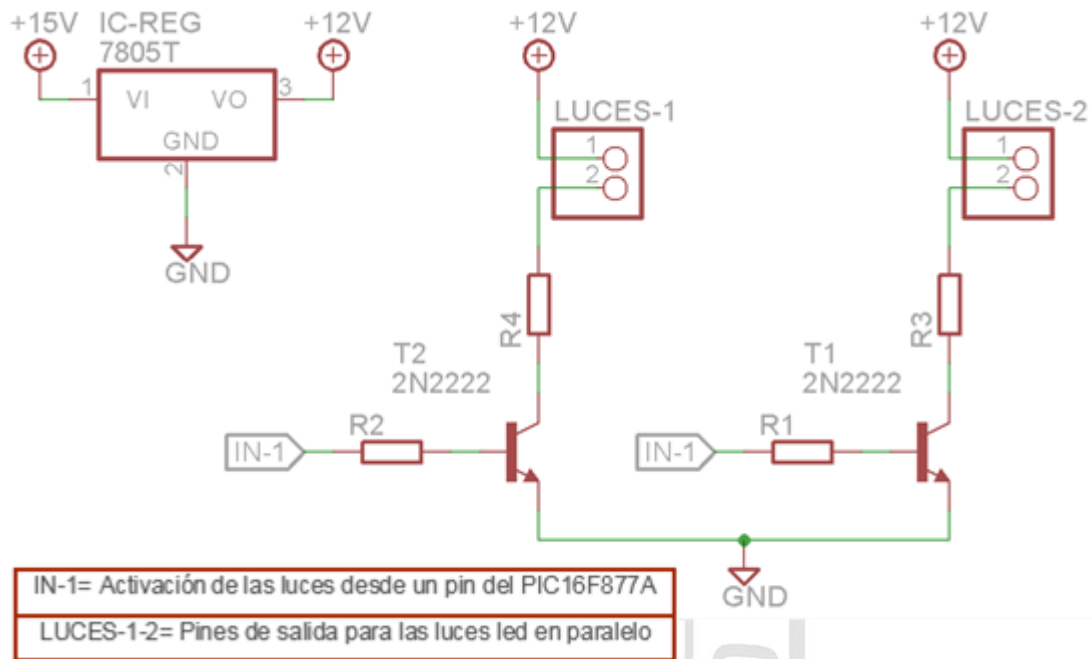 +15V IC-REG +12V +12V +12V
7805T
1 VI VO 3
GND
2
GND
LUCES-1 LUCES-2
1 1
2 2
R4 R3
T2 T1
2N2222 2N2222
R2 R1
IN-1 IN-1
GND
IN-1= Activación de las luces desde un pin del PIC16F877A
LUCES-1-2= Pines de salida para las luces led en paralelo